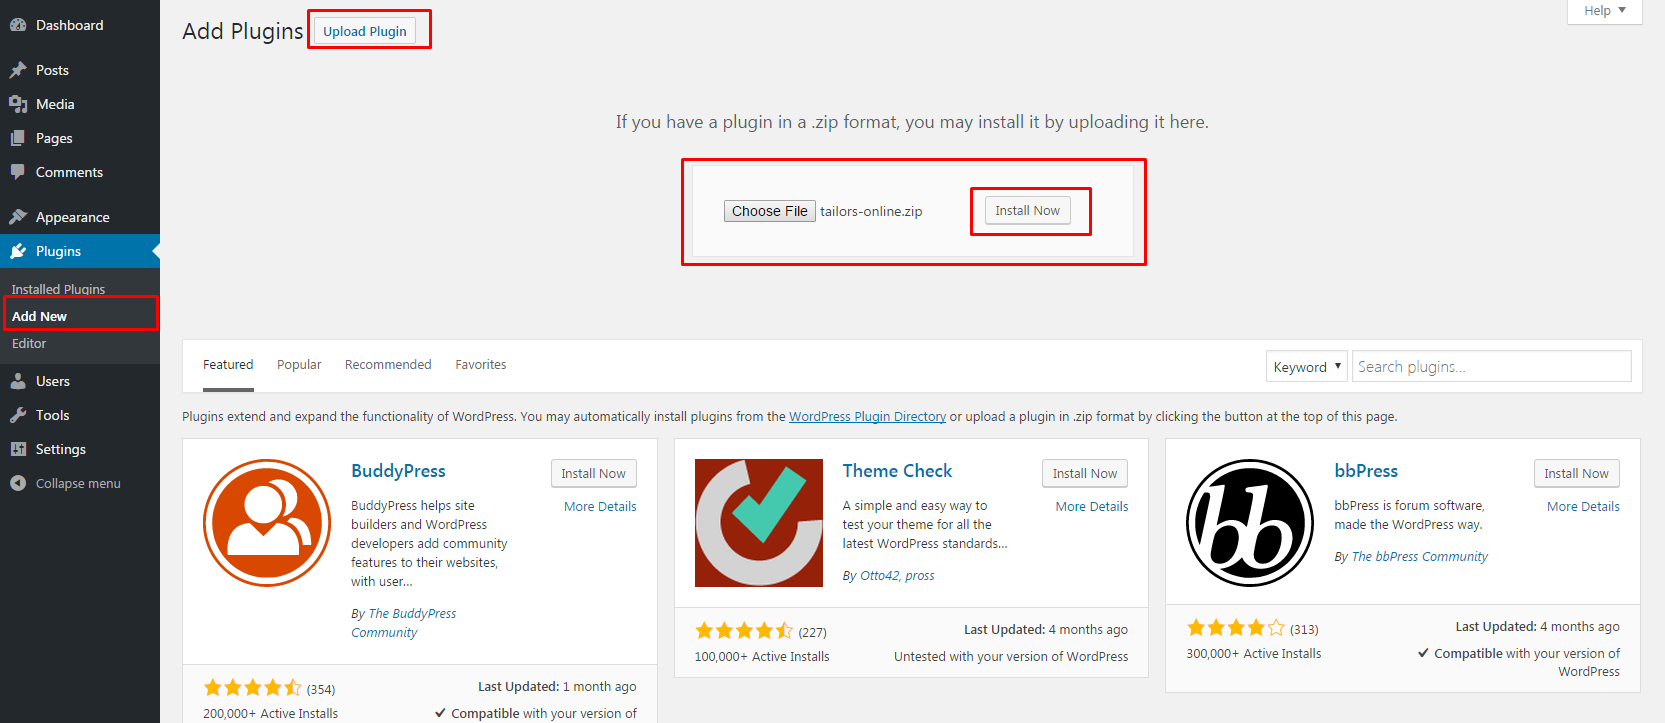 Dashboard
Posts
Media
Pages
Comments
Appearance
Plugins
Installed Plugins
Add New
Editor
Users
Tools
Settings
Collapse menu
Add Plugins
Upload Plugin
Help
If you have a plugin in a .zip format, you may install it by uploading it here.
Choose File tailors-online.zip
Install Now
Featured Popular Recommended Favorites
Keyword
Search plugins...
Plugins extend and expand the functionality of WordPress. You may automatically install plugins from the WordPress Plugin Directory or upload a plugin in .zip format by clicking the button at the top of this page.
BuddyPress
Install Now
More Details
BuddyPress helps site
builders and WordPress
developers add community
features to their websites,
with user...
By The BuddyPress
Community
(354)
200,000+ Active Installs
Last Updated: 1 month ago
Compatible with your version of
Theme Check
Install Now
More Details
A simple and easy way to
test your theme for all the
latest WordPress standards...
By Otto42, pross
(227)
100,000+ Active Installs
Last Updated: 4 months ago
Untested with your version of WordPress
bb
bbPress
Install Now
More Details
bbPress is forum software,
made the WordPress way.
By The bbPress Community
(313)
300,000+ Active Installs
Last Updated: 4 months ago
Compatible with your version of
WordPress